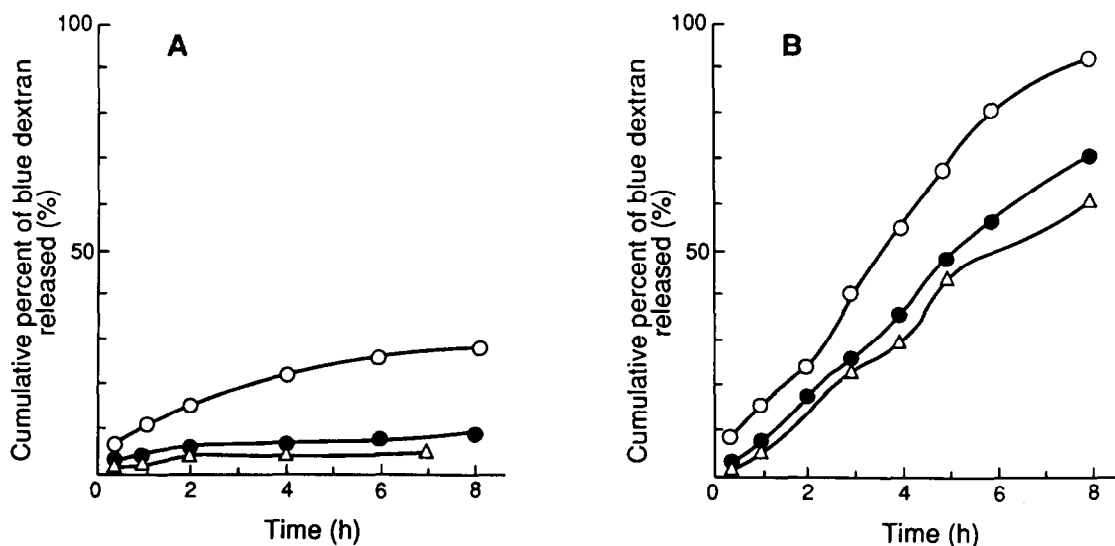 100
A
50
Cumulative percent of blue dextran
released (%)
0 2 4 6 8
Time (h)
100
B
50
Cumulative percent of blue dextran
released (%)
0 2 4 6 8
Time (h)